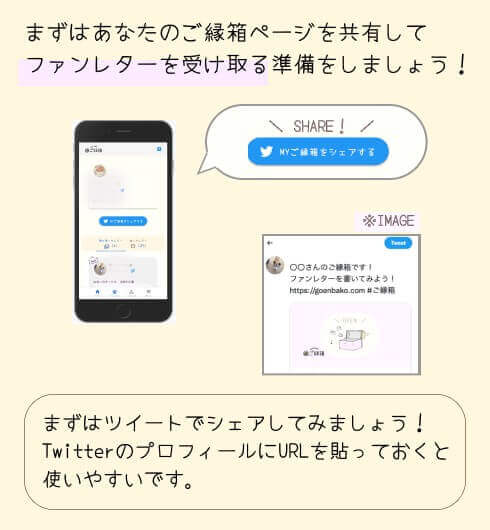 まずはあなたのご縁箱ページを共有して
ファンレターを受け取る準備をしましょう！
＼ SHARE！ ／
MYご縁箱をシェアする
※IMAGE
Tweet
〇〇さんのご縁箱です！
ファンレターを書いてみよう！
https://goenbako.com #ご縁箱
ご縁箱
まずはツイートでシェアしてみましょう！
TwitterのプロフィールにURLを貼っておくと
使いやすいです。